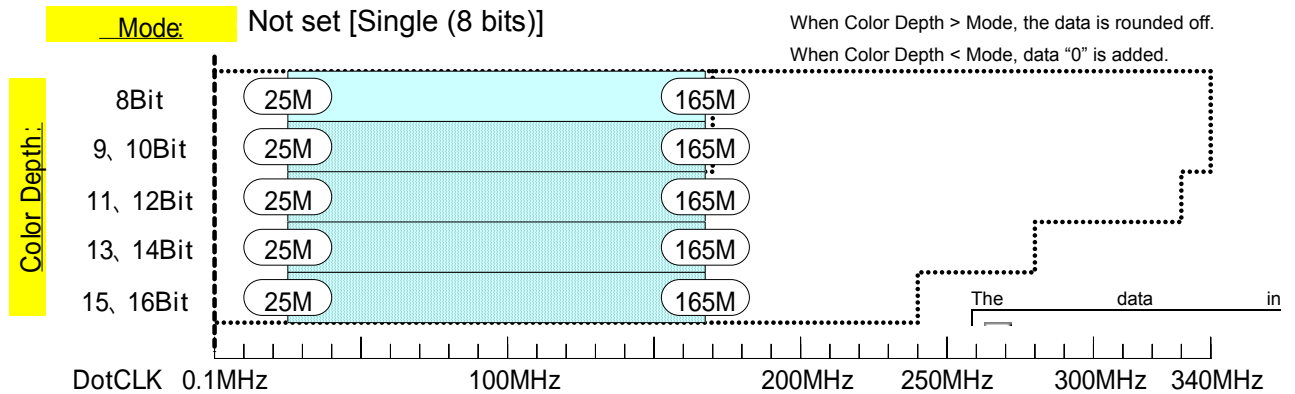 Mode: Not set [Single (8 bits)]
When Color Depth > Mode, the data is rounded off.
When Color Depth < Mode, data “0” is added.
Color Depth:
8Bit 25M 165M
9、10Bit 25M 165M
11、12Bit 25M 165M
13、14Bit 25M 165M
15、16Bit 25M 165M
The data in
DotCLK 0.1MHz 100MHz 200MHz 250MHz 300MHz 340MHz